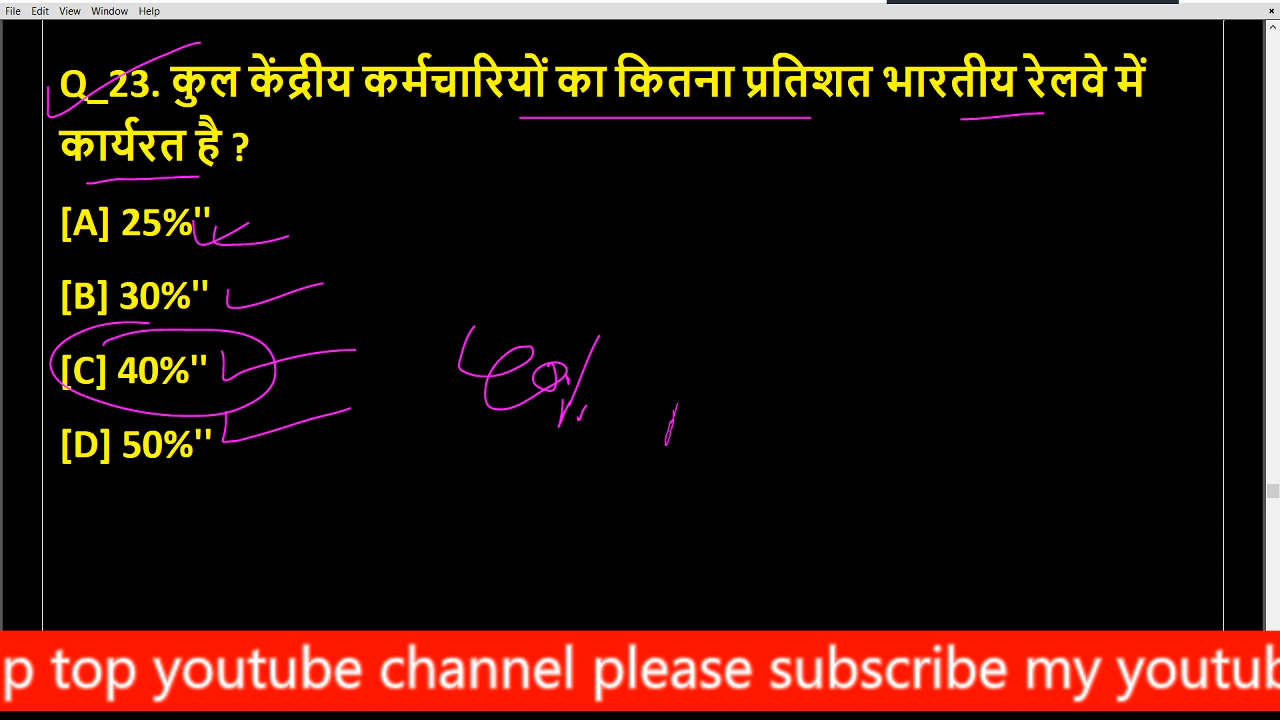 File Edit View Window Help
Q_23. कुल केंद्रीय कर्मचारियों का कितना प्रतिशत भारतीय रेलवे में
कार्यरत है ?
[A] 25%"
[B] 30%"
[C] 40%"
[D] 50%"
40%
p top youtube channel please subscribe my youtub